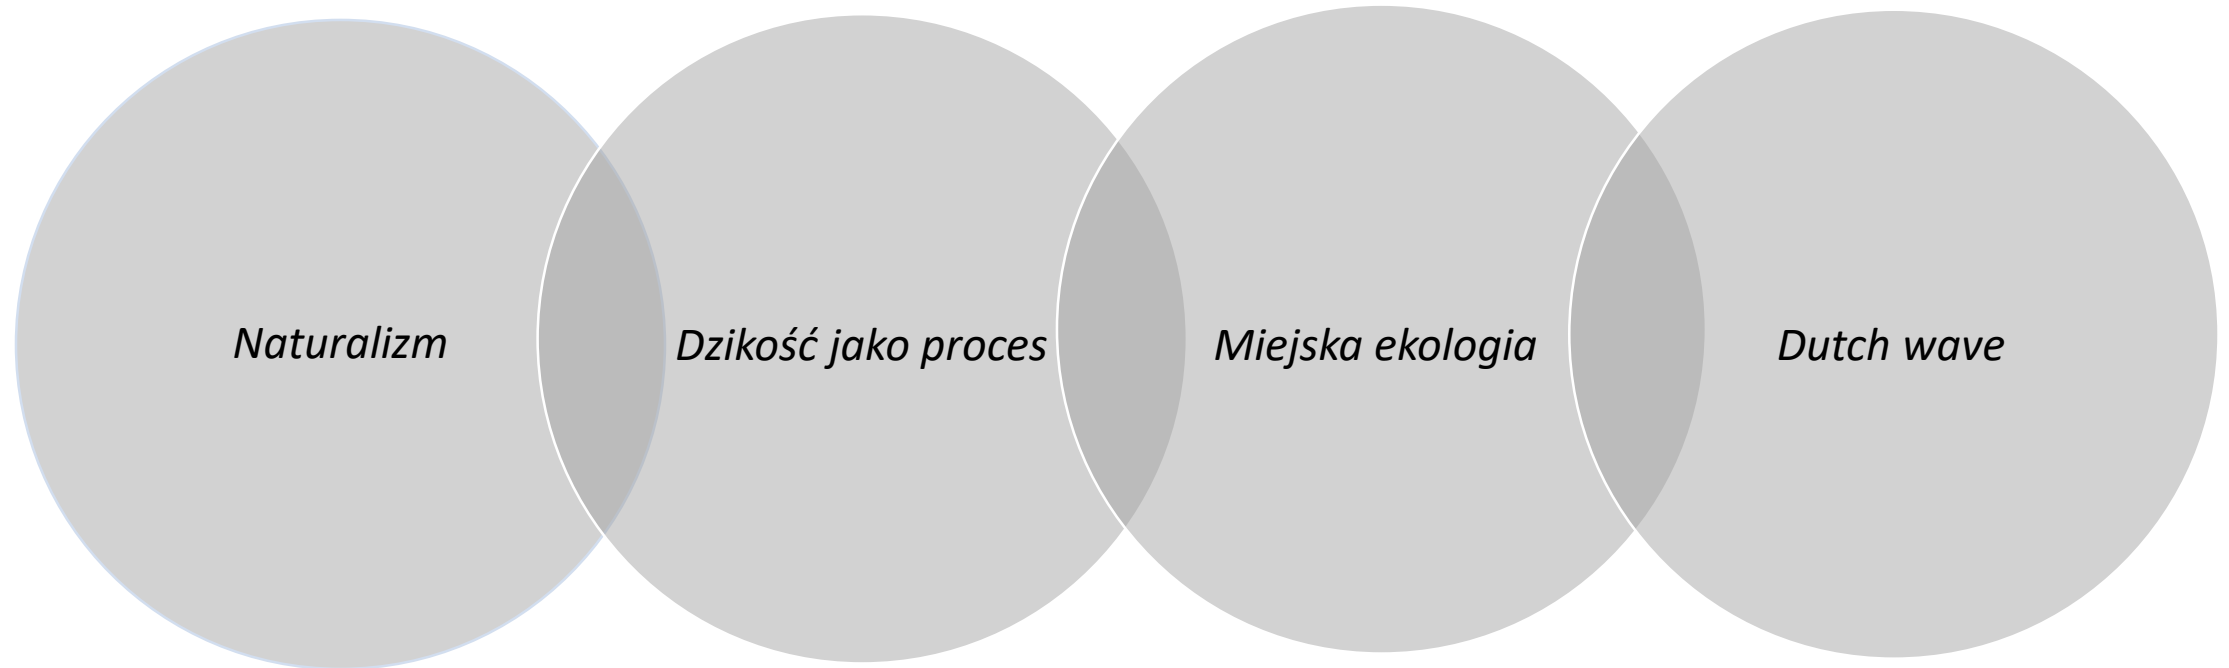 Naturalizm
Dzikość jako proces
Miejska ekologia
Dutch wave